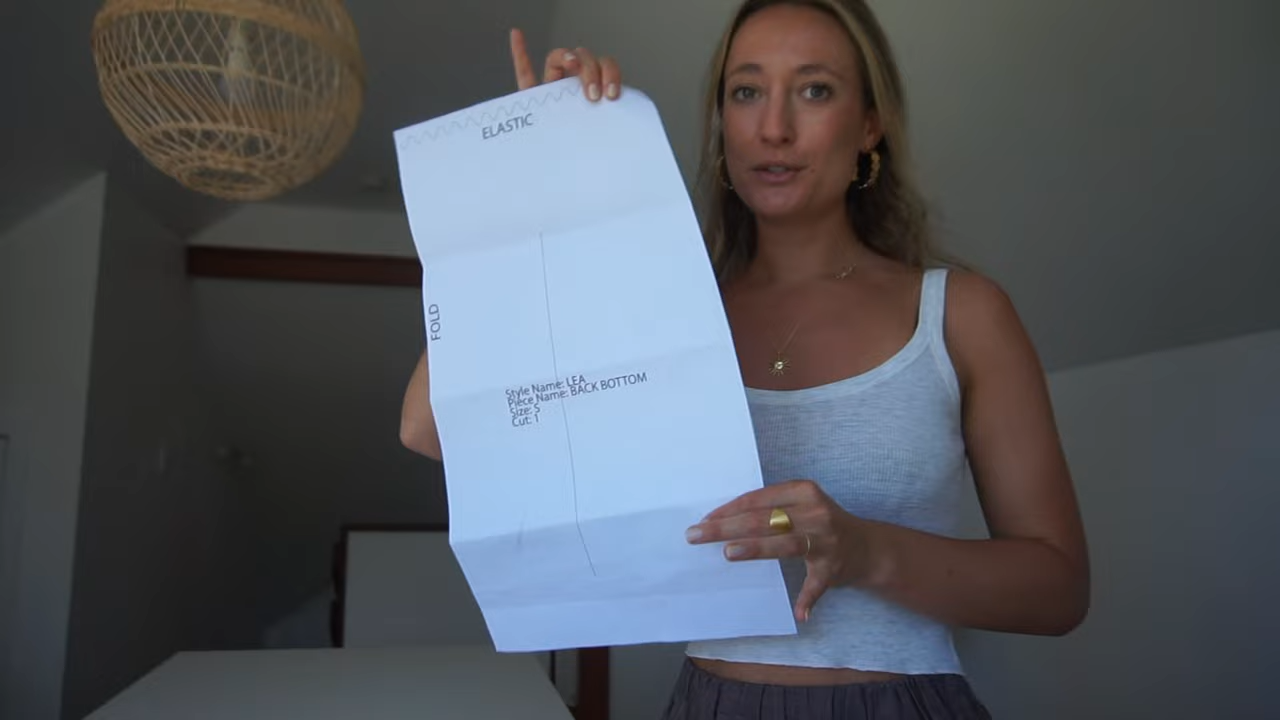 ELASTIC
FOLD
Style Name: LEA
Piece Name: BACK BOTTOM
Size: S
Cut: 1